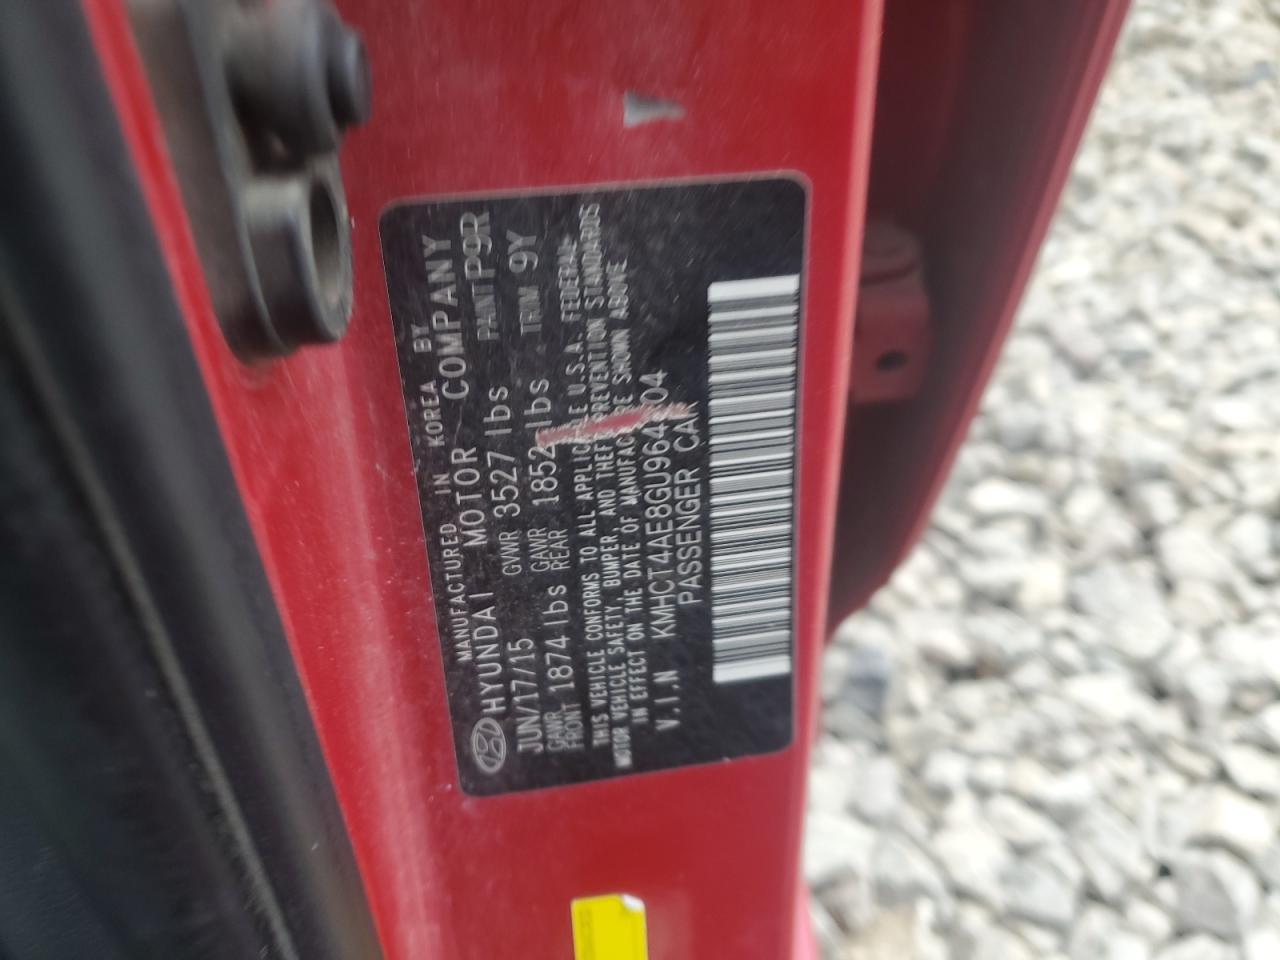 MANUFACTURED IN KOREA BY
HYUNDAI MOTOR COMPANY
JUN/17/15 GVWR 3527 lbs PAINT P9R
GAWR FRONT 1874 lbs GAWR REAR 1852 lbs TRIM 9Y
THIS VEHICLE CONFORMS TO ALL APPLICABLE U.S.A. FEDERAL
MOTOR VEHICLE SAFETY, BUMPER, AND THEFT PREVENTION STANDARDS
IN EFFECT ON THE DATE OF MANUFACTURE SHOWN ABOVE
V.I.N
PASSENGER CAR